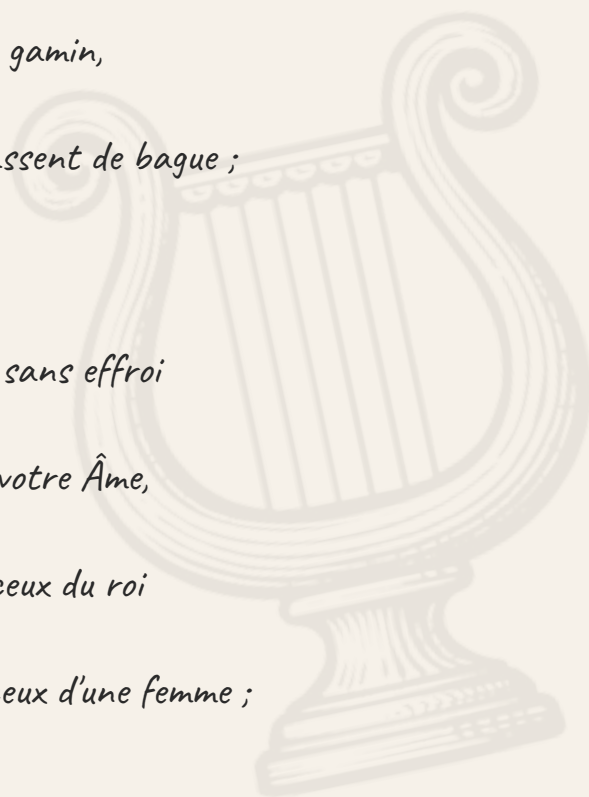 gamin,
ssent de bague ;
sans effroi
votre Âme,
ceux du roi
eux d'une femme ;